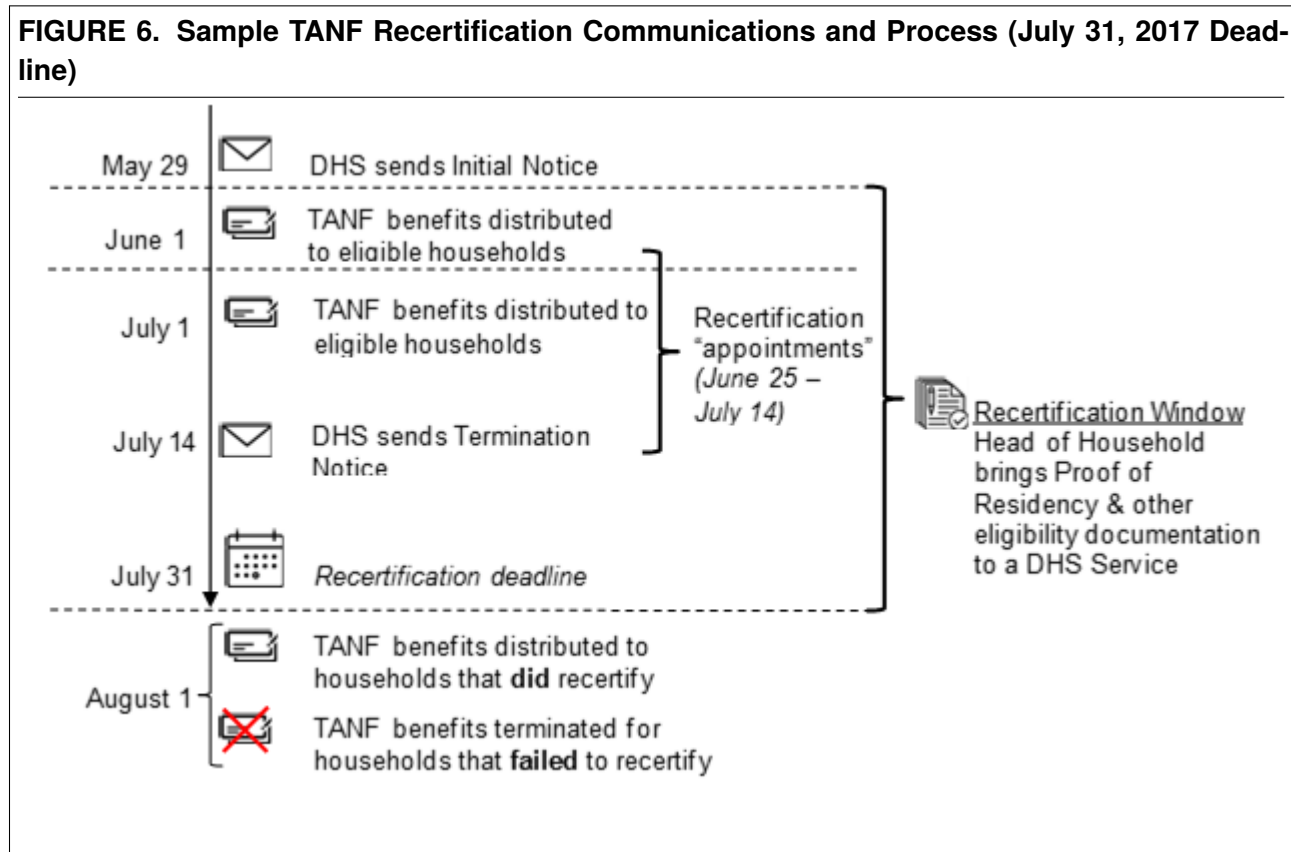 FIGURE 6. Sample TANF Recertification Communications and Process (July 31, 2017 Dead-
line)
May 29
DHS sends Initial Notice
June 1
TANF benefits distributed
to eligible households
July 1
TANF benefits distributed to
eligible households
Recertification
“appointments”
(June 25 –
July 14)
July 14
DHS sends Termination
Notice
Recertification Window
Head of Household
brings Proof of
Residency & other
eligibility documentation
to a DHS Service
July 31
Recertification deadline
August 1
TANF benefits distributed to
households that did recertify
TANF benefits terminated for
households that failed to recertify